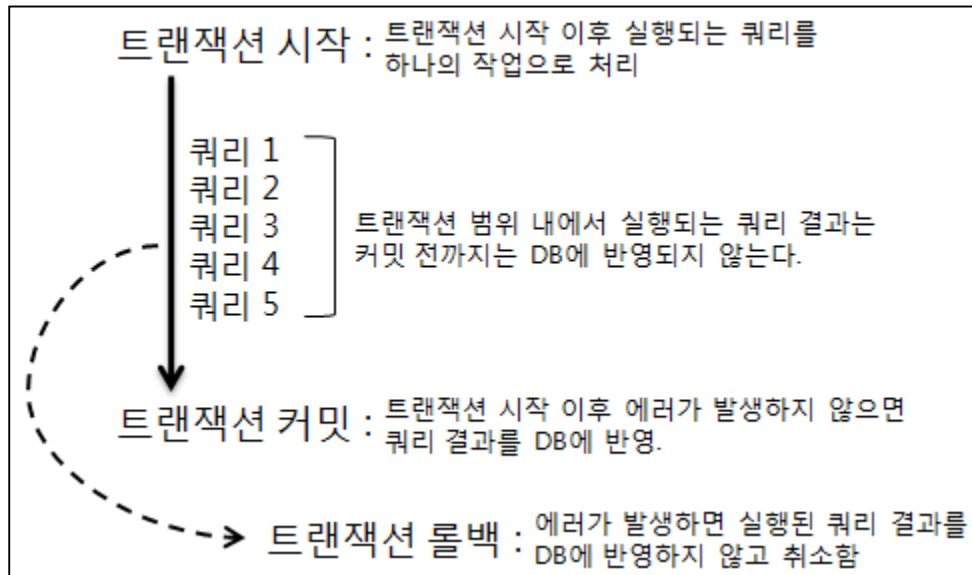 트랜잭션 시작 : 트랜잭션 시작 이후 실행되는 쿼리를
하나의 작업으로 처리
쿼리 1
쿼리 2
쿼리 3
쿼리 4
쿼리 5
트랜잭션 범위 내에서 실행되는 쿼리 결과는
커밋 전까지는 DB에 반영되지 않는다.
트랜잭션 커밋 : 트랜잭션 시작 이후 에러가 발생하지 않으면
쿼리 결과를 DB에 반영.
트랜잭션 롤백 : 에러가 발생하면 실행된 쿼리 결과를
DB에 반영하지 않고 취소함